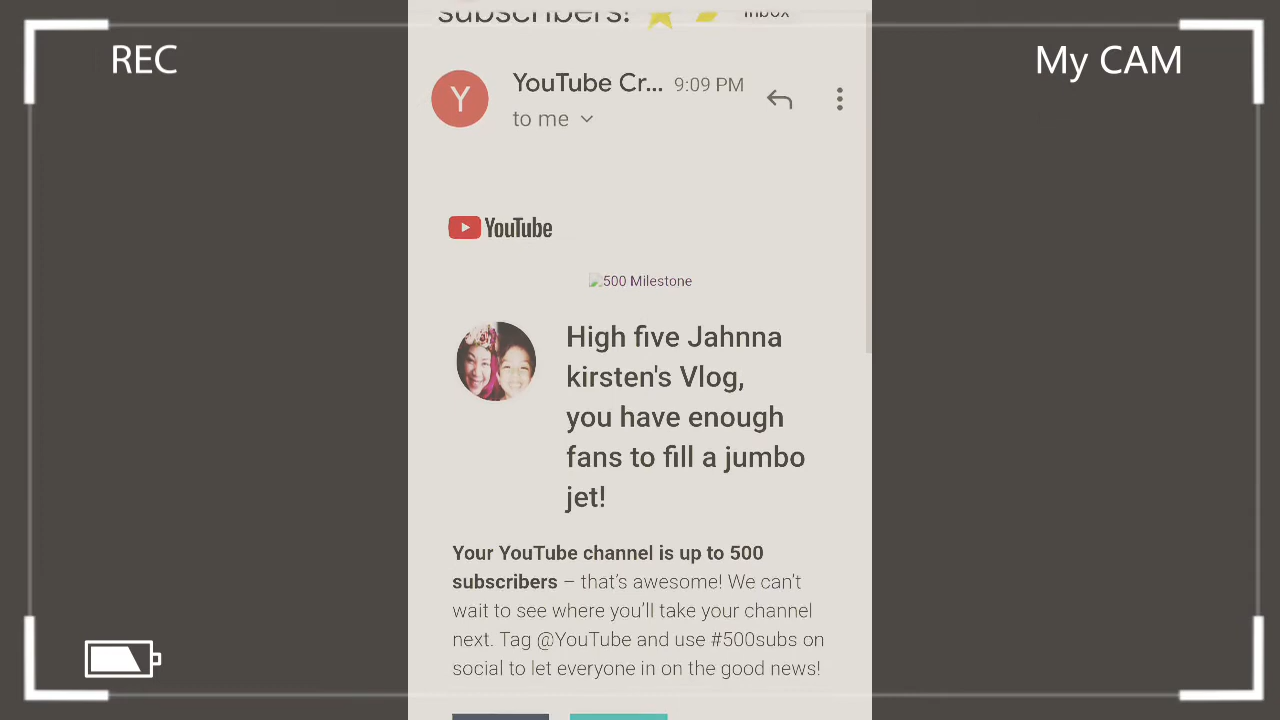 REC
My CAM
subscribers!
Inbox
Y
YouTube Cr... 9:09 PM
to me
YouTube
500 Milestone
High five Jahnna
kirsten's Vlog,
you have enough
fans to fill a jumbo
jet!
Your YouTube channel is up to 500
subscribers – that's awesome! We can't
wait to see where you'll take your channel
next. Tag @YouTube and use #500subs on
social to let everyone in on the good news!